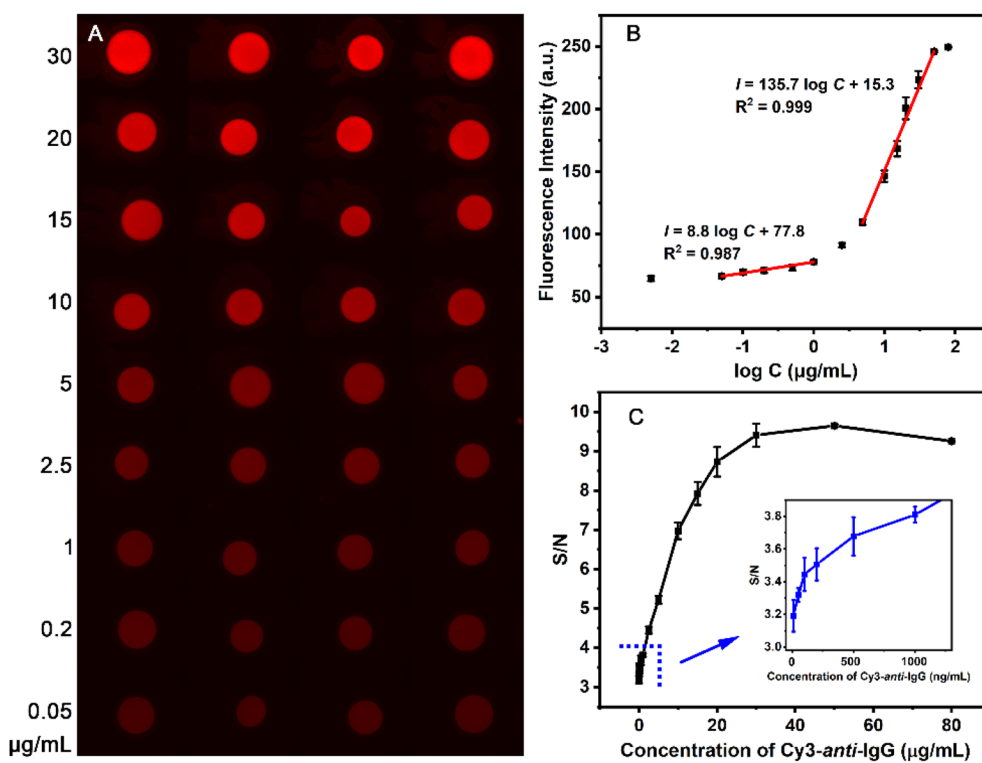 A
30
20
15
10
5
2.5
1
0.2
0.05
µg/mL
B
Fluorescence Intensity (a.u.)
250
200
150
100
50
I = 135.7 log C + 15.3
R² = 0.999
I = 8.8 log C + 77.8
R² = 0.987
-3 -2 -1 0 1 2
log C (µg/mL)
C
S/N
10
9
8
7
6
5
4
3
0 20 40 60 80
Concentration of Cy3-anti-IgG (µg/mL)
S/N
3.8
3.6
3.4
3.2
3.0
0 500 1000
Concentration of Cy3-anti-IgG (ng/mL)